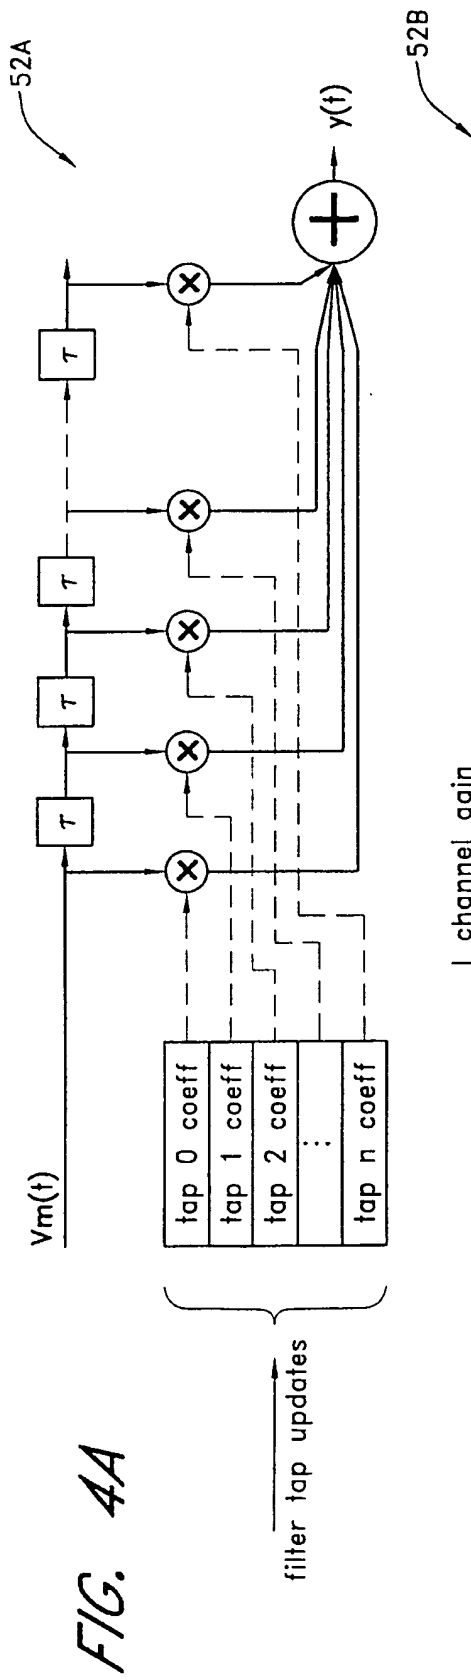 FIG. 4A
52A
Vm(t)
τ
τ
τ
τ
×
×
×
×
×
+
y(t)
tap 0 coeff
tap 1 coeff
tap 2 coeff
...
tap n coeff
filter tap updates
52B
I channel gain